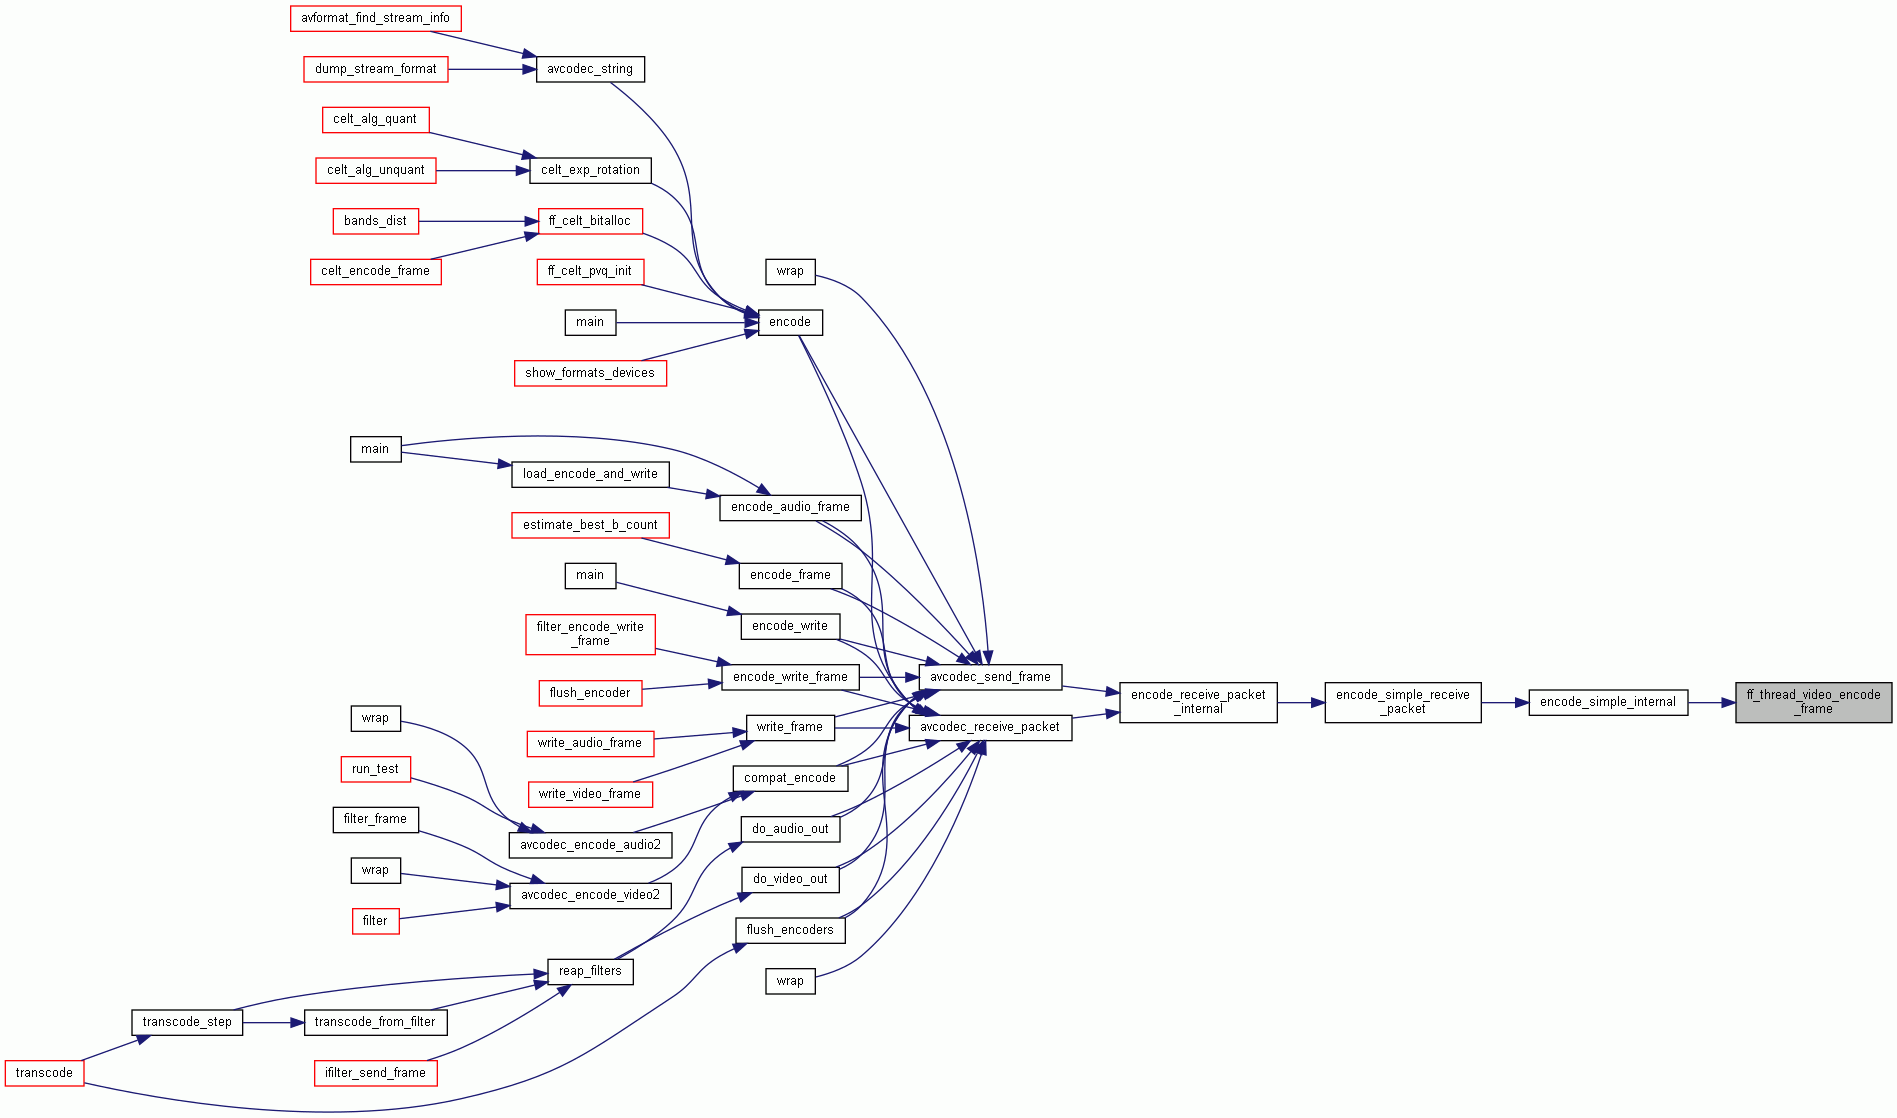 avformat_find_stream_info
dump_stream_format
avcodec_string
celt_alg_quant
celt_alg_unquant
celt_exp_rotation
bands_dist
ff_celt_bitalloc
celt_encode_frame
ff_celt_pvq_init
wrap
main
encode
show_formats_devices
main
load_encode_and_write
encode_audio_frame
estimate_best_b_count
main
encode_frame
encode_write
filter_encode_write
_frame
encode_write_frame
flush_encoder
avcodec_send_frame
encode_receive_packet
_internal
encode_simple_receive
_packet
encode_simple_internal
ff_thread_video_encode
_frame
wrap
write_frame
avcodec_receive_packet
write_audio_frame
run_test
compat_encode
write_video_frame
filter_frame
avcodec_encode_audio2
do_audio_out
wrap
avcodec_encode_video2
do_video_out
filter
flush_encoders
reap_filters
wrap
transcode_step
transcode_from_filter
transcode
ifilter_send_frame